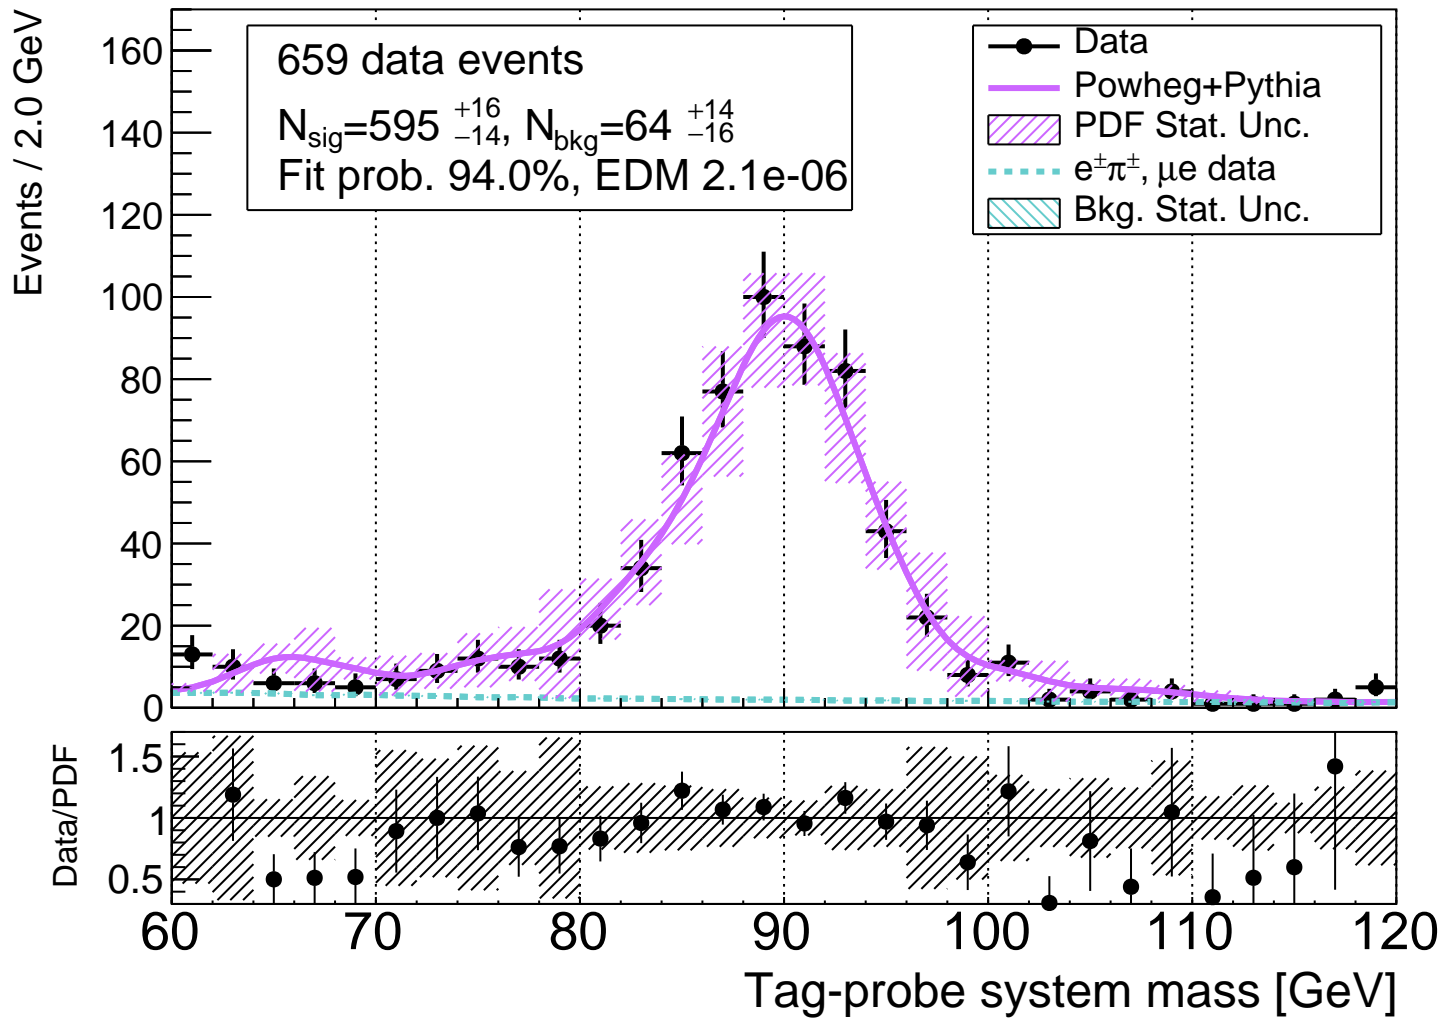 Events / 2.0 GeV
160
140
120
100
80
60
40
20
0
659 data events
N_sig=595 +16 −14, N_bkg=64 +14 −16
Fit prob. 94.0%, EDM 2.1e-06
Data
Powheg+Pythia
PDF Stat. Unc.
e±π±, μe data
Bkg. Stat. Unc.
Data/PDF
1.5
1
0.5
60 70 80 90 100 110 120
Tag-probe system mass [GeV]